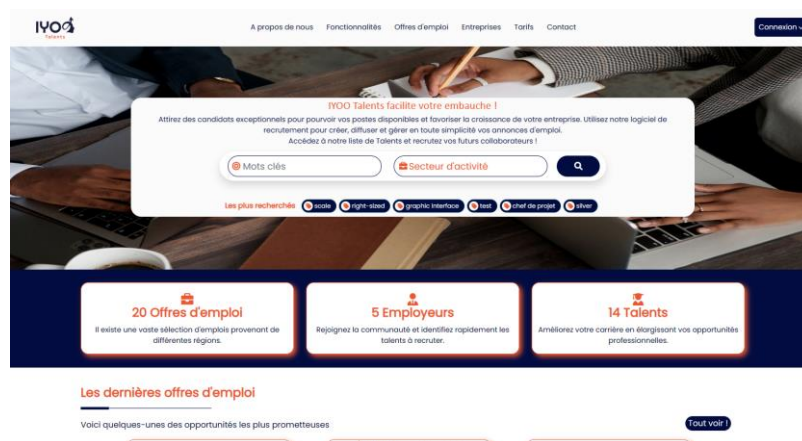 IYOO
Talents
A propos de nous Fonctionnalités Offres d'emploi Entreprises Tarifs Contact
Connexion
IYOO Talents facilite votre embauche !
Attirez des candidats exceptionnels pour pourvoir vos postes disponibles et favoriser la croissance de votre entreprise. Utilisez notre logiciel de
recrutement pour créer, diffuser et gérer en toute simplicité vos annonces d'emploi.
Accédez à notre liste de Talents et recrutez vos futurs collaborateurs !
Mots clés Secteur d'activité
Les plus recherchés scale right-sized graphic interface test chef de projet silver
20 Offres d'emploi 5 Employeurs 14 Talents
Il existe une vaste sélection d'emplois provenant de Rejoignez la communauté et identifiez rapidement les Améliorez votre carrière en élargissant vos opportunités
différentes régions. talents à recruter. professionnelles.
Les dernières offres d'emploi
Voici quelques-unes des opportunités les plus prometteuses Tout voir !